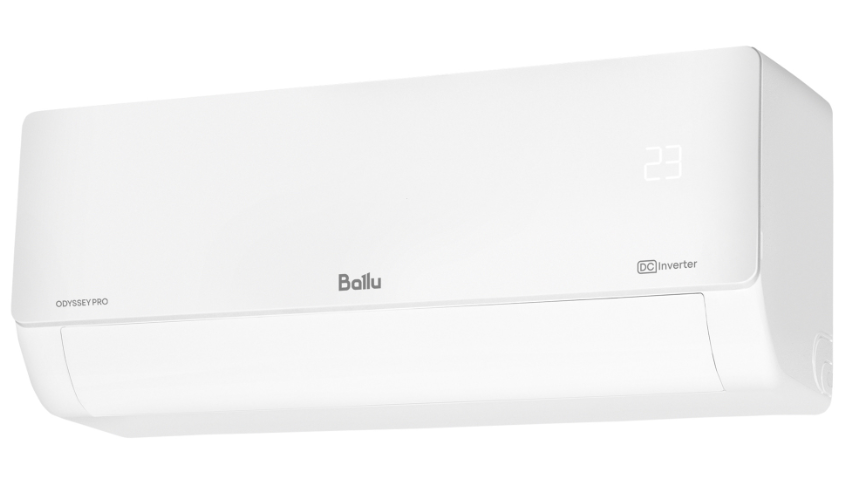 23
DC Inverter
Ballu
ODYSSEY PRO